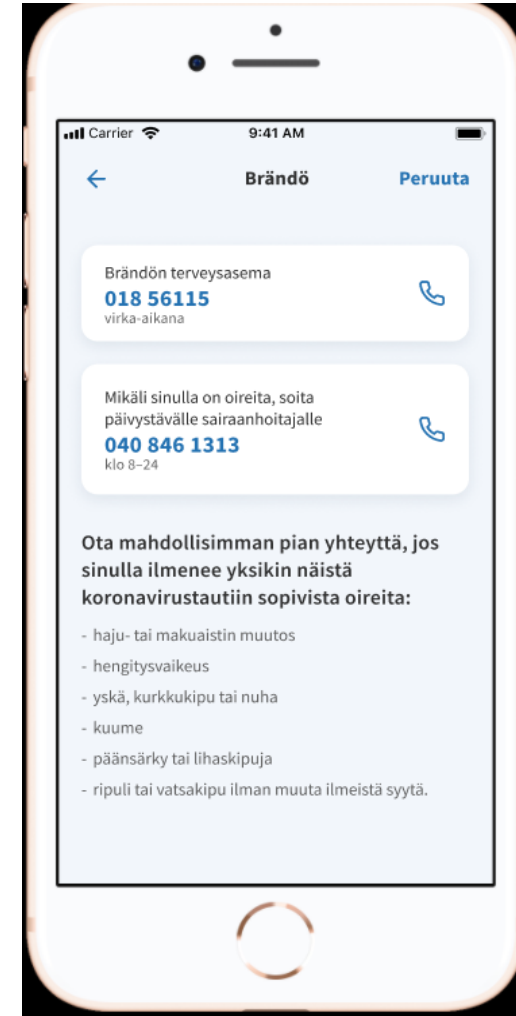 Carrier 9:41 AM
Brändö Peruuta
Brändön terveysasema
018 56115
virka-aikana
Mikäli sinulla on oireita, soita
päivystävälle sairaanhoitajalle
040 846 1313
klo 8–24
Ota mahdollisimman pian yhteyttä, jos
sinulla ilmenee yksikin näistä
koronavirustautiin sopivista oireita:
- haju- tai makuaistin muutos
- hengitysvaikeus
- yskä, kurkkukipu tai nuha
- kuume
- päänsärky tai lihaskipuja
- ripuli tai vatsakipu ilman muuta ilmeistä syytä.